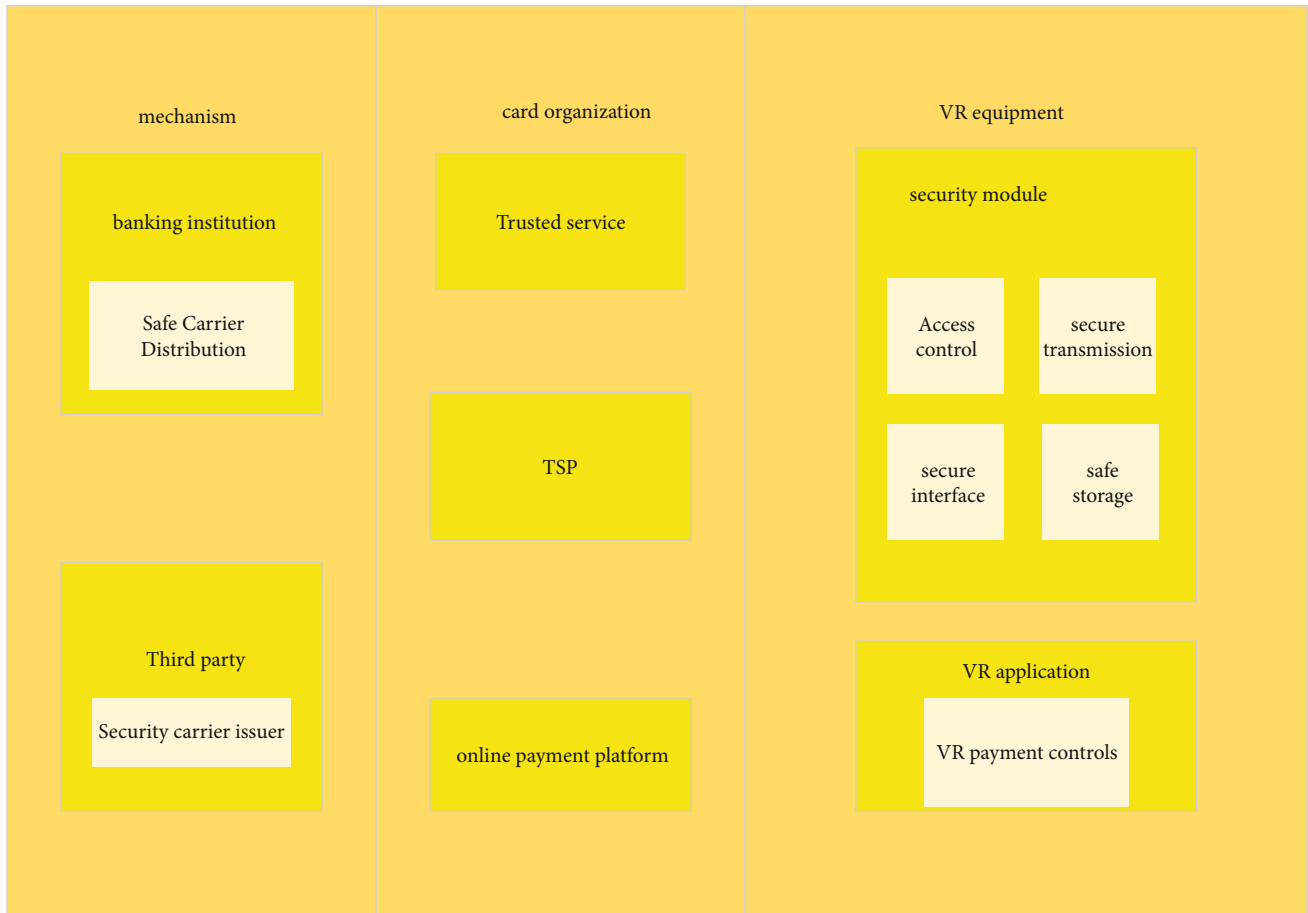 mechanism
banking institution
Safe Carrier
Distribution
Third party
Security carrier issuer
card organization
Trusted service
TSP
online payment platform
VR equipment
security module
Access
control
secure
transmission
secure
interface
safe
storage
VR application
VR payment controls